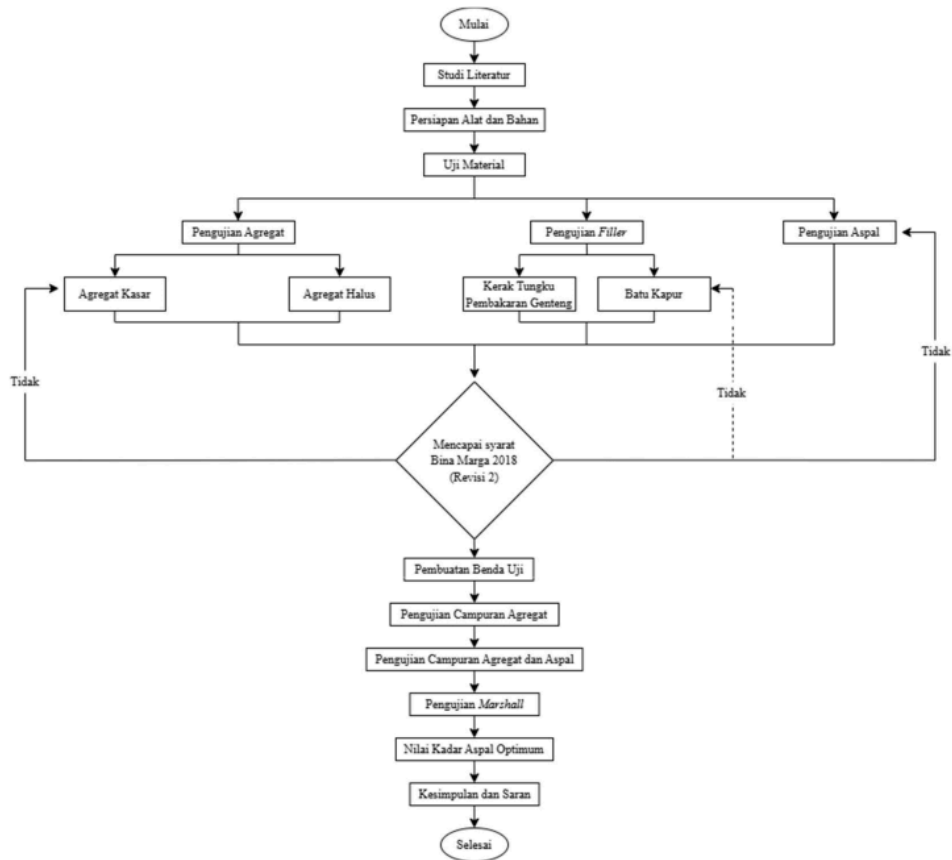 Mulai
Studi Literatur
Persiapan Alat dan Bahan
Uji Material
Pengujian Agregat
Pengujian Filler
Pengujian Aspal
Agregat Kasar
Agregat Halus
Kerak Tungku
Pembakaran Genteng
Batu Kapur
Tidak
Tidak
Tidak
Mencapai syarat
Bina Marga 2018
(Revisi 2)
Pembuatan Benda Uji
Pengujian Campuran Agregat
Pengujian Campuran Agregat dan Aspal
Pengujian Marshall
Nilai Kadar Aspal Optimum
Kesimpulan dan Saran
Selesai